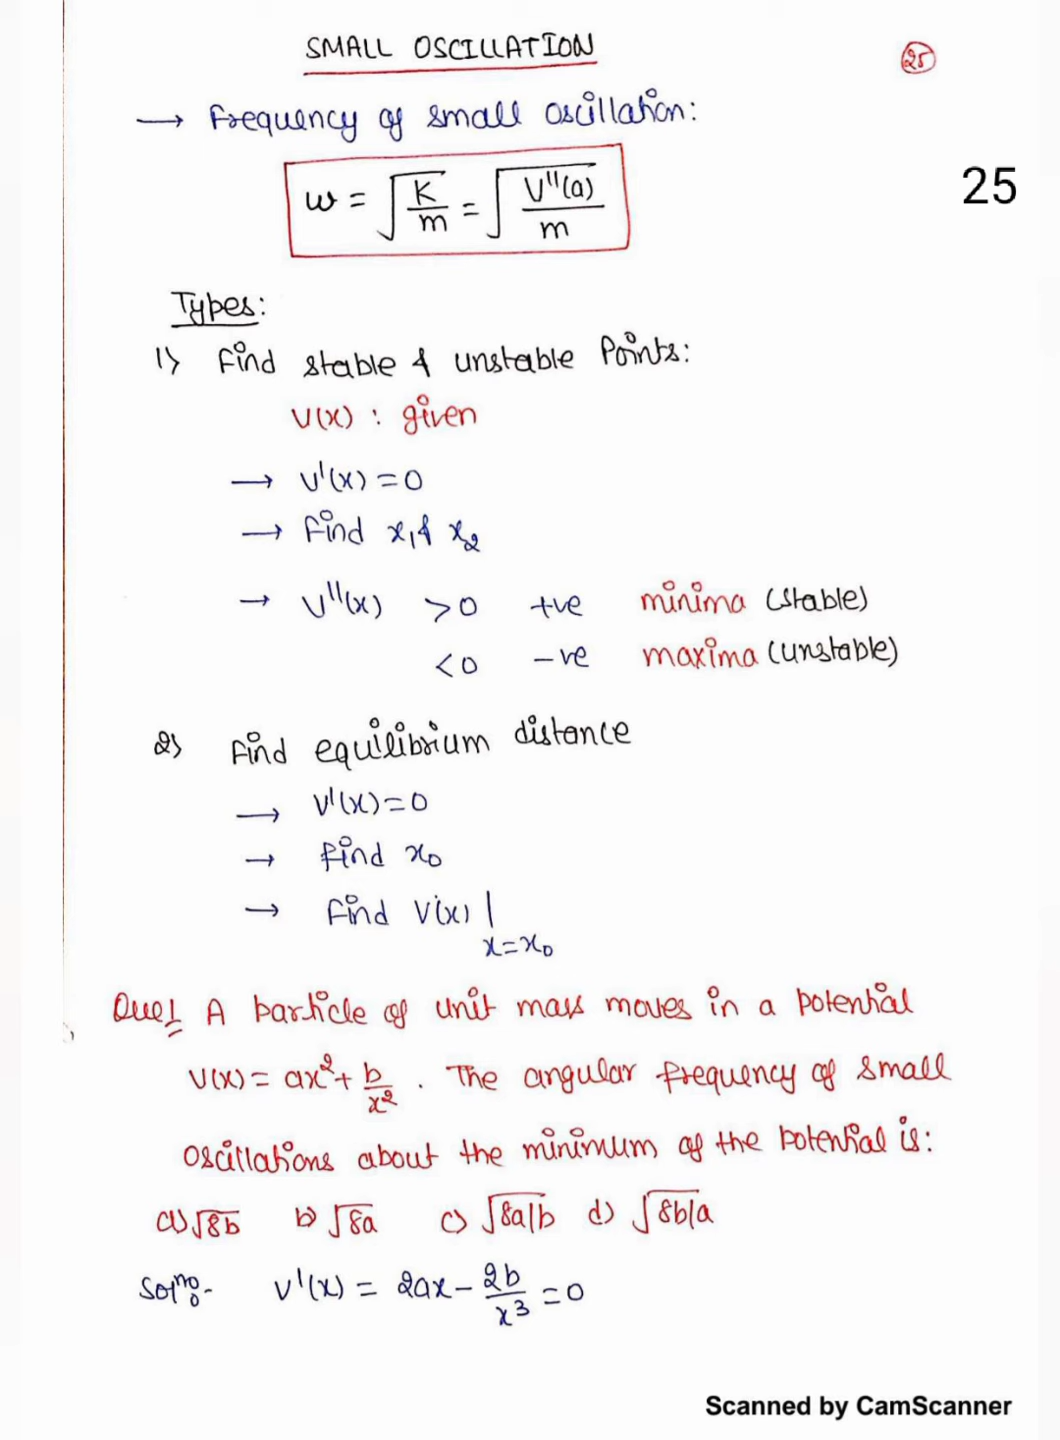 SMALL OSCILLATION
25
→ Frequency of small oscillation:
ω = √(K/m) = √(V''(a)/m)
25
Types:
1) Find stable & unstable Points:
V(x) : given
→ V'(x) = 0
→ Find x₁ & x₂
→ V''(x) >0 +ve minima (stable)
<0 -ve maxima (unstable)
2) Find equilibrium distance
→ V'(x) = 0
→ find x₀
→ Find V(x) | x=x₀
Que! A particle of unit mass moves in a potential
V(x) = ax² + b/x² . The angular frequency of small
oscillations about the minimum of the potential is:
a) √8b b) √8a c) √8a/b d) √8b/a
Solⁿ:- V'(x) = 2ax - 2b/x³ = 0
Scanned by CamScanner